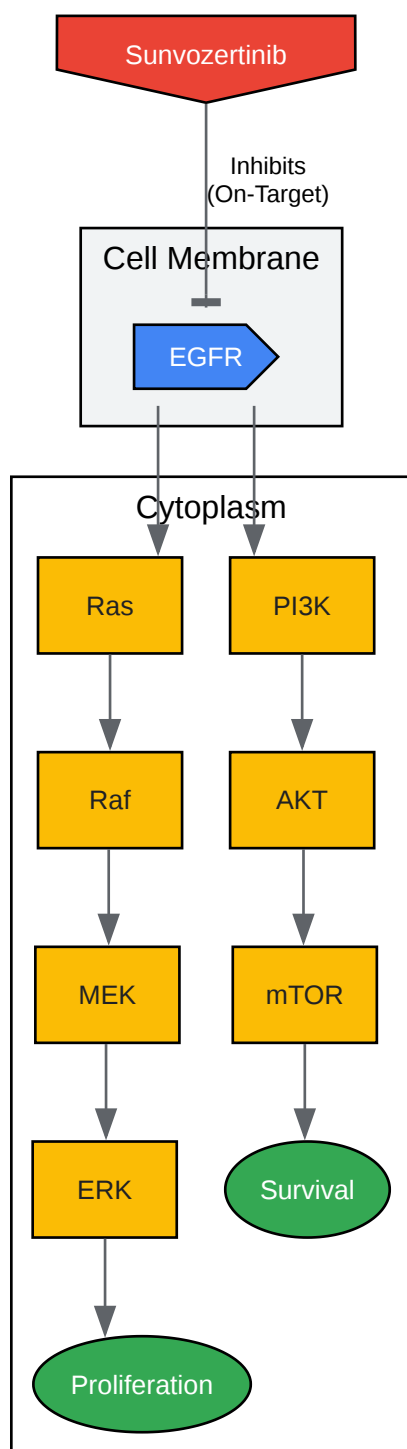 Sunvozertinib
Inhibits
(On-Target)
Cell Membrane
EGFR
Cytoplasm
Ras
PI3K
Raf
AKT
MEK
mTOR
ERK
Survival
Proliferation